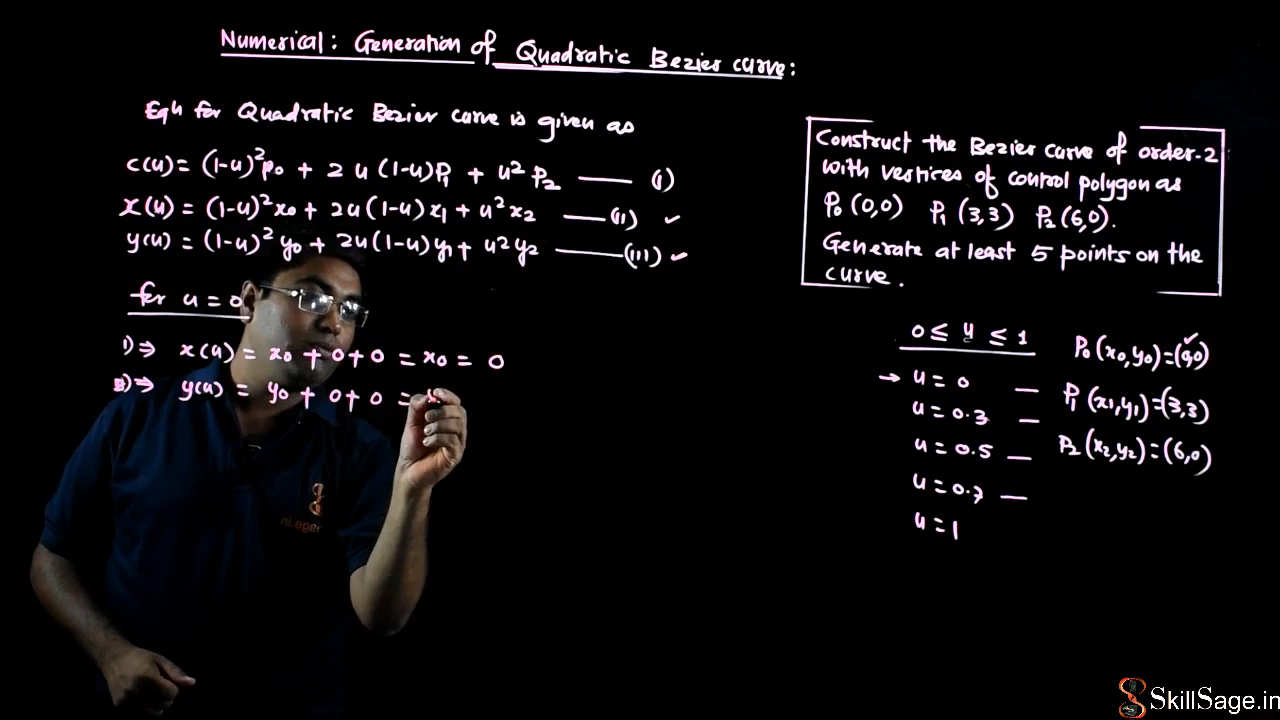 Numerical: Generation of Quadratic Bezier curve:
Eqn for Quadratic Bezier curve is given as
C(u) = (1-u)²P₀ + 2u(1-u)P₁ + u²P₂ —— (I)
x(u) = (1-u)²x₀ + 2u(1-u)x₁ + u²x₂ —— (II) ✓
y(u) = (1-u)²y₀ + 2u(1-u)y₁ + u²y₂ —— (III) ✓
for u = 0
1) ⇒ x(u) = x₀ + 0 + 0 = x₀ = 0
⇒ y(u) = y₀ + 0 + 0 =
Construct the Bezier curve of order-2
with vertices of control polygon as
P₀(0,0) P₁(3,3) P₂(6,0).
Generate at least 5 points on the
curve.
0 ≤ u ≤ 1
→ u = 0 —
u = 0.3 —
u = 0.5 —
u = 0.7 —
u = 1
P₀(x₀,y₀)=(0,0) ✓
P₁(x₁,y₁)=(3,3)
P₂(x₂,y₂)=(6,0)
SkillSage.in